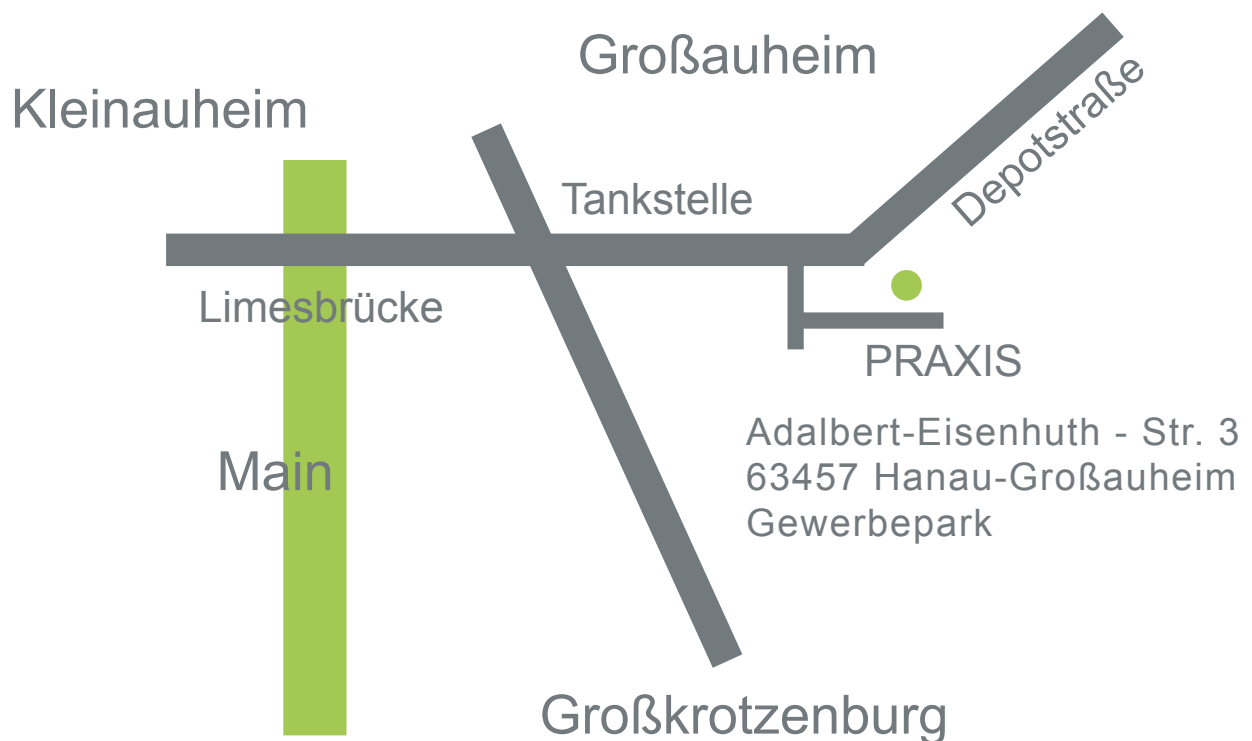 Großauheim
Kleinauheim
Depotstraße
Tankstelle
Limesbrücke
PRAXIS
Adalbert-Eisenhuth - Str. 3
63457 Hanau-Großauheim
Gewerbepark
Main
Großkrotzenburg